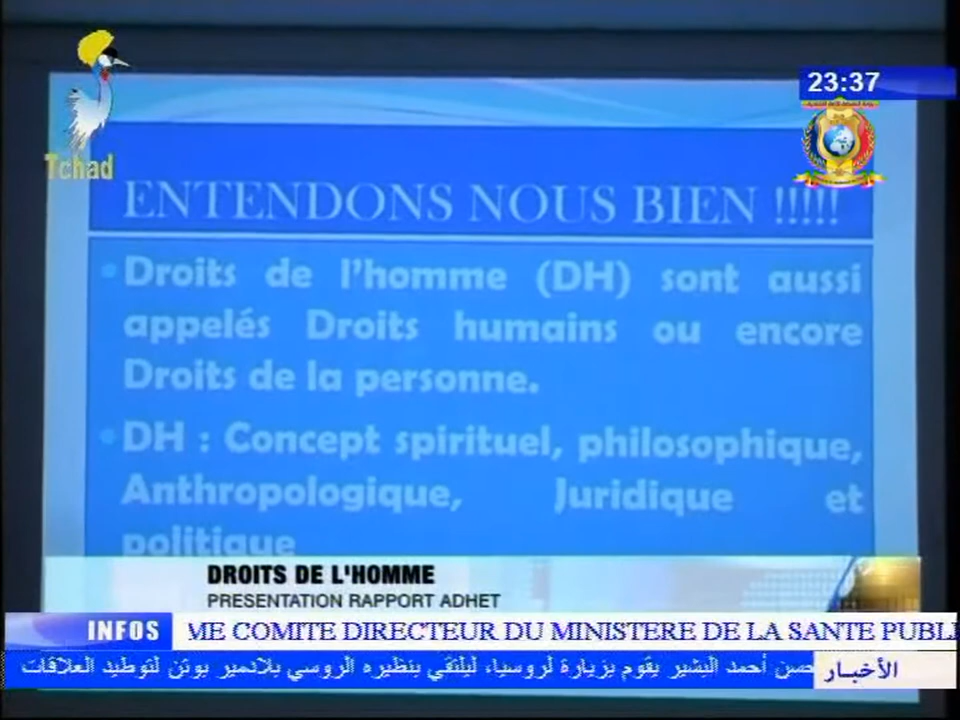 Tchad
23:37
ENTENDONS NOUS BIEN !!!!!
Droits de l'homme (DH) sont aussi
appelés Droits humains ou encore
Droits de la personne.
DH : Concept spirituel, philosophique,
Anthropologique, Juridique et
politique
DROITS DE L'HOMME
PRESENTATION RAPPORT ADHET
INFOS
ME COMITE DIRECTEUR DU MINISTERE DE LA SANTE PUBLI
الأخبـار
حسن أحمد البشير يقوم بزيارة لروسيا، ليلتقي بنظيره الروسي بلادمير بوتن لتوطيد العلاقات